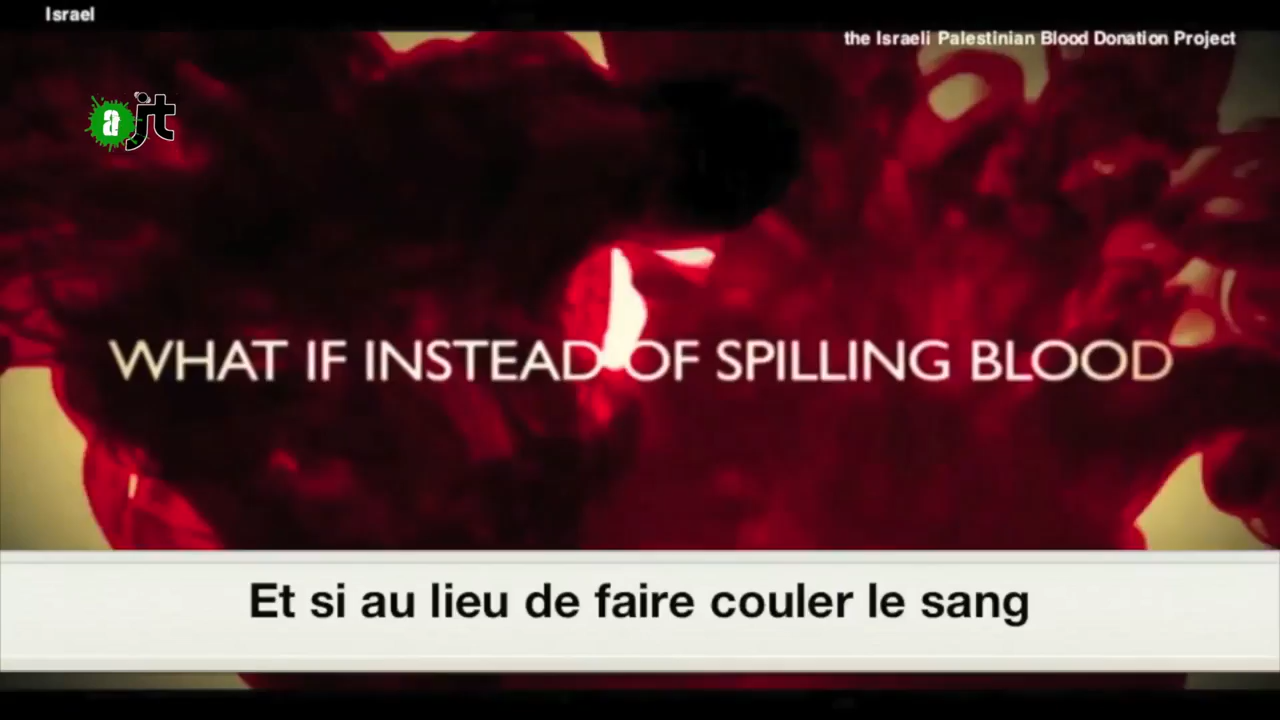 Israel
the Israeli Palestinian Blood Donation Project
ajt
WHAT IF INSTEAD OF SPILLING BLOOD
Et si au lieu de faire couler le sang